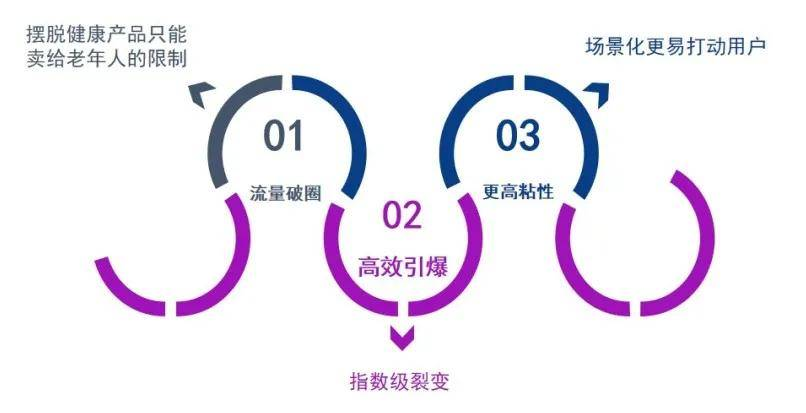 摆脱健康产品只能
卖给老年人的限制
场景化更易打动用户
01
流量破圈
02
高效引爆
03
更高粘性
指数级裂变